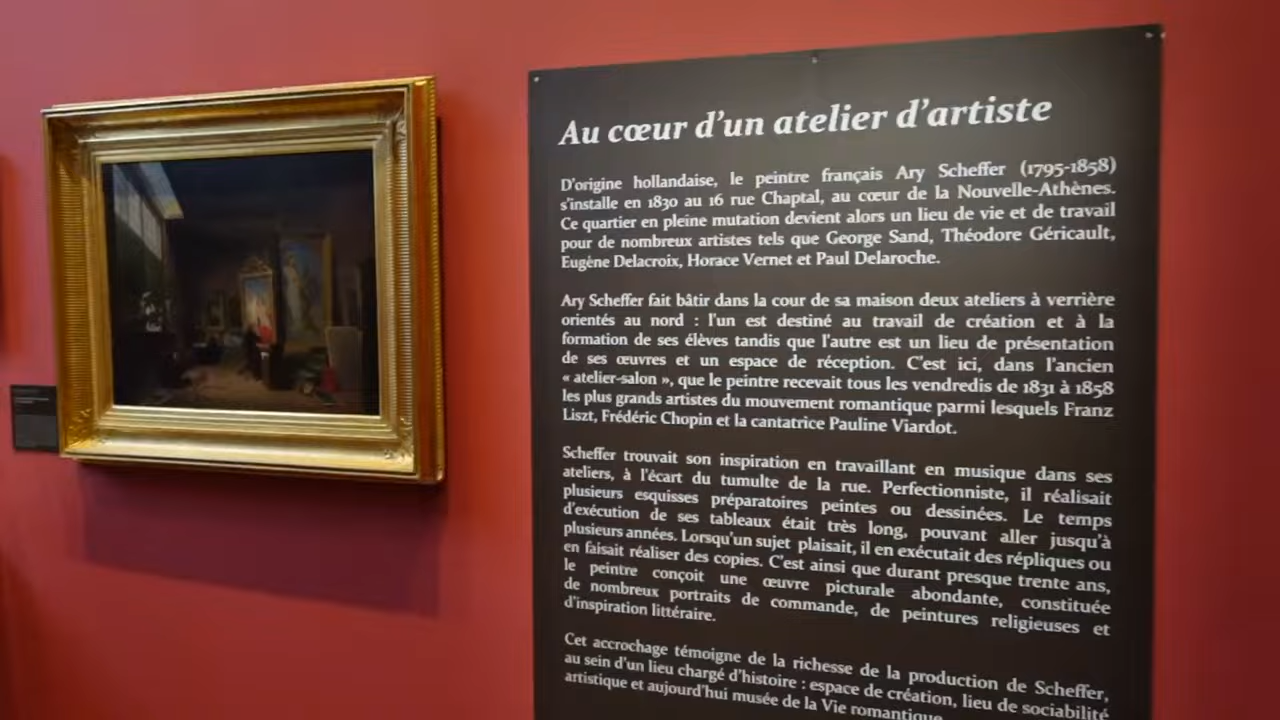 Au cœur d'un atelier d'artiste
D'origine hollandaise, le peintre français Ary Scheffer (1795-1858)
s'installe en 1830 au 16 rue Chaptal, au cœur de la Nouvelle-Athènes.
Ce quartier en pleine mutation devient alors un lieu de vie et de travail
pour de nombreux artistes tels que George Sand, Théodore Géricault,
Eugène Delacroix, Horace Vernet et Paul Delaroche.
Ary Scheffer fait bâtir dans la cour de sa maison deux ateliers à verrière
orientés au nord : l'un est destiné au travail de création et à la
formation de ses élèves tandis que l'autre est un lieu de présentation
de ses œuvres et un espace de réception. C'est ici, dans l'ancien
« atelier-salon », que le peintre recevait tous les vendredis de 1831 à 1858
les plus grands artistes du mouvement romantique parmi lesquels Franz
Liszt, Frédéric Chopin et la cantatrice Pauline Viardot.
Scheffer trouvait son inspiration en travaillant en musique dans ses
ateliers, à l'écart du tumulte de la rue. Perfectionniste, il réalisait
plusieurs esquisses préparatoires peintes ou dessinées. Le temps
d'exécution de ses tableaux était très long, pouvant aller jusqu'à
plusieurs années. Lorsqu'un sujet plaisait, il en exécutait des répliques ou
en faisait réaliser des copies. C'est ainsi que durant presque trente ans,
le peintre conçoit une œuvre picturale abondante, constituée
de nombreux portraits de commande, de peintures religieuses et
d'inspiration littéraire.
Cet accrochage témoigne de la richesse de la production de Scheffer,
au sein d'un lieu chargé d'histoire : espace de création, lieu de sociabilité
artistique et aujourd'hui musée de la Vie romantique.